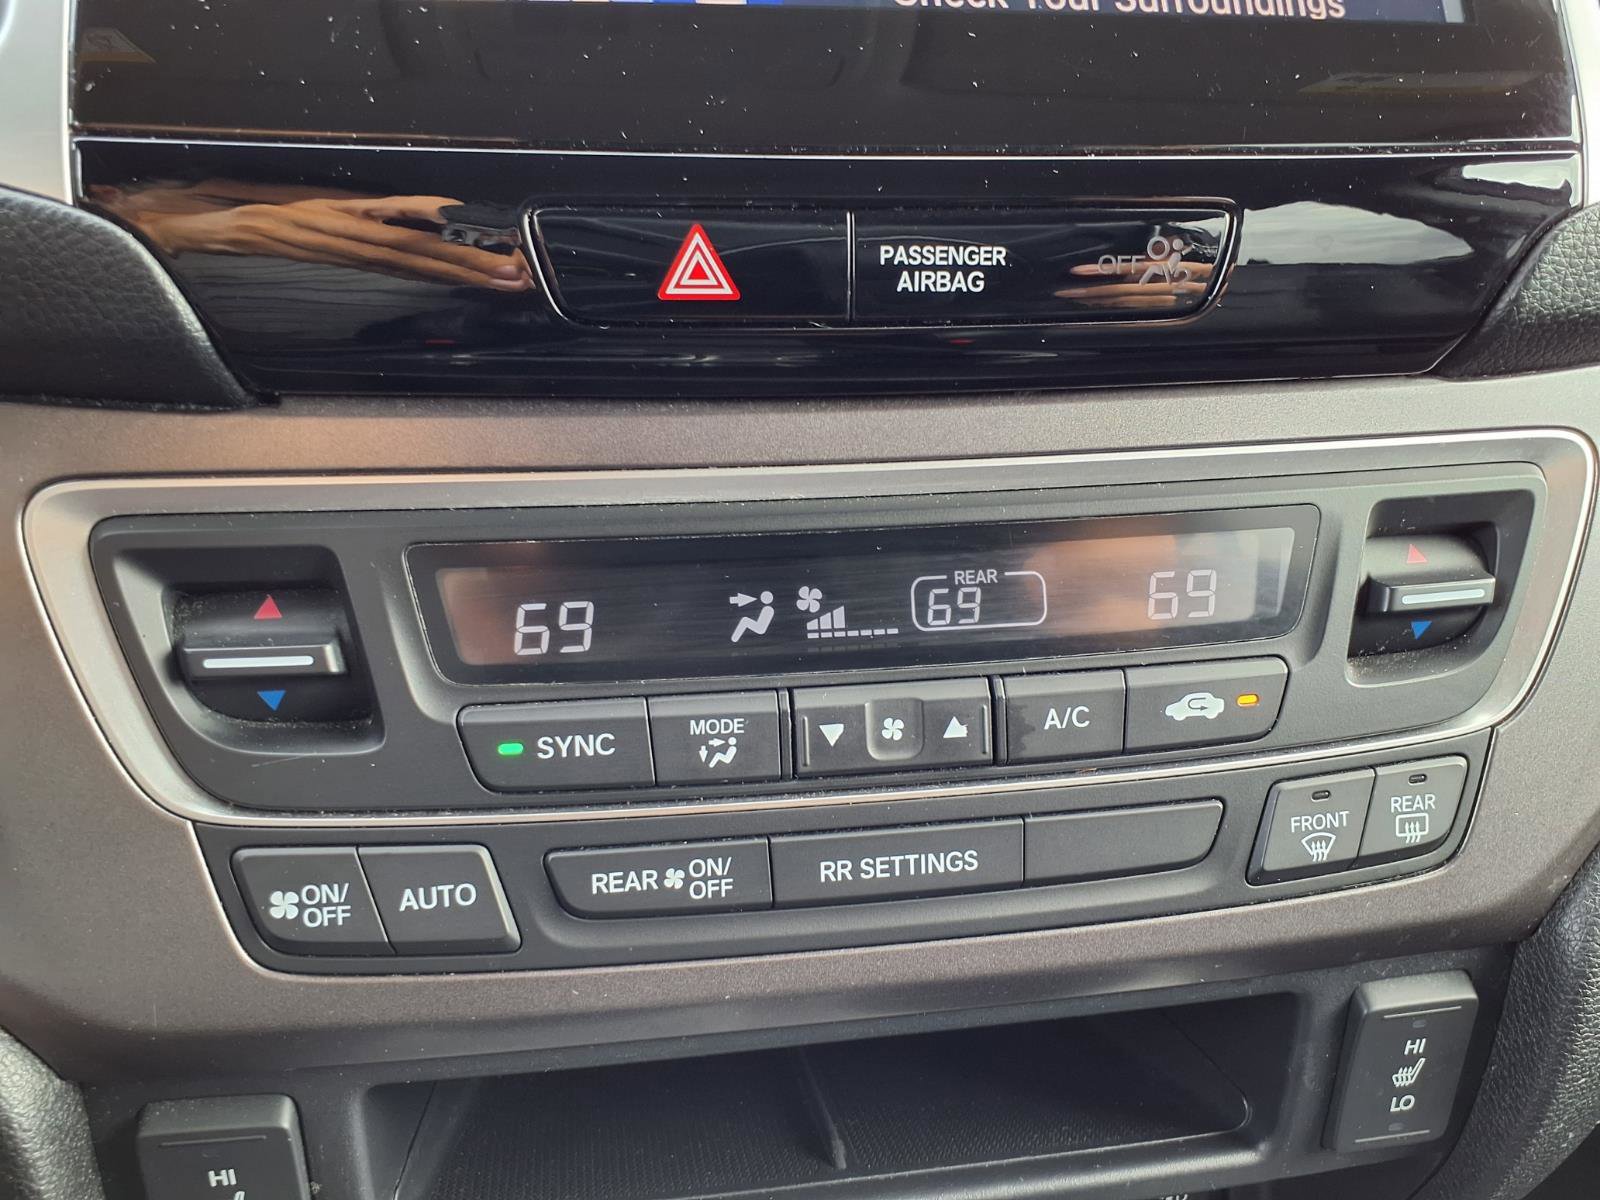 Check Your Surroundings
PASSENGER
AIRBAG
OFF
2
69
REAR
69
69
SYNC
MODE
A/C
ON/
OFF
AUTO
REAR ON/
OFF
RR SETTINGS
FRONT
REAR
HI
LO
HI